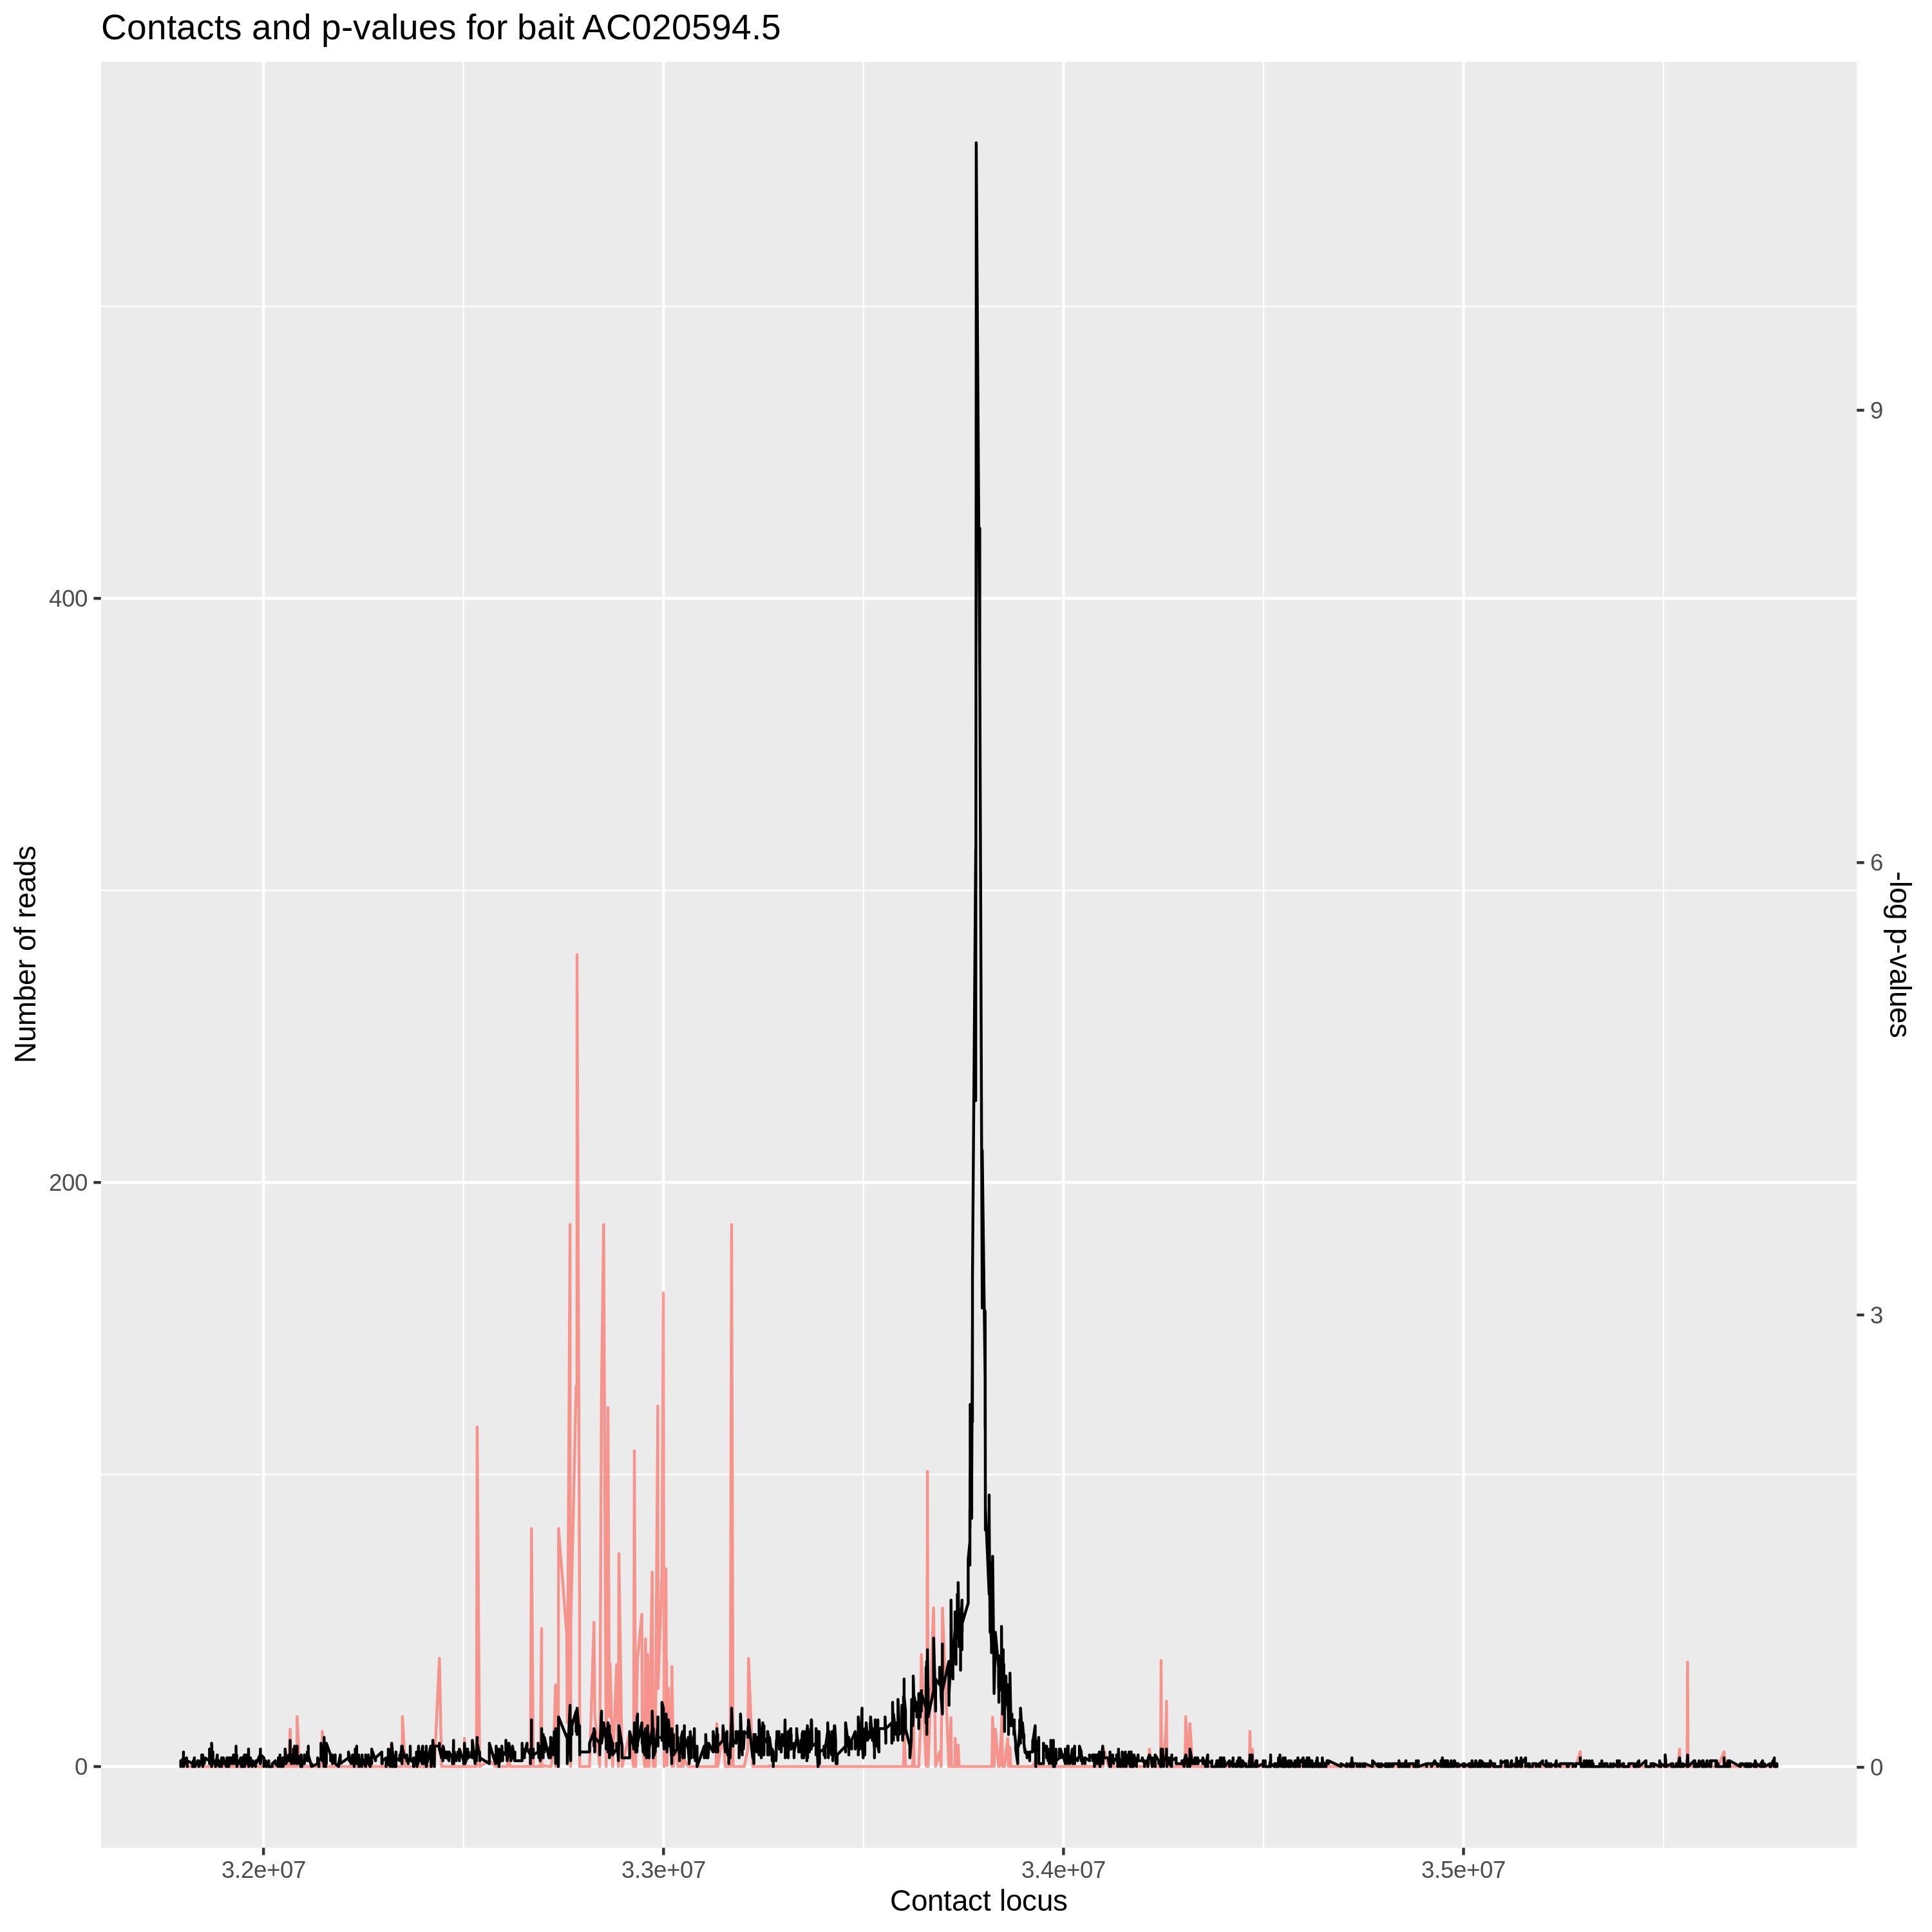 Contacts and p-values for bait AC020594.5
Number of reads
400
200
0
9
6
3
0
-log p-values
3.2e+07
3.3e+07
3.4e+07
3.5e+07
Contact locus